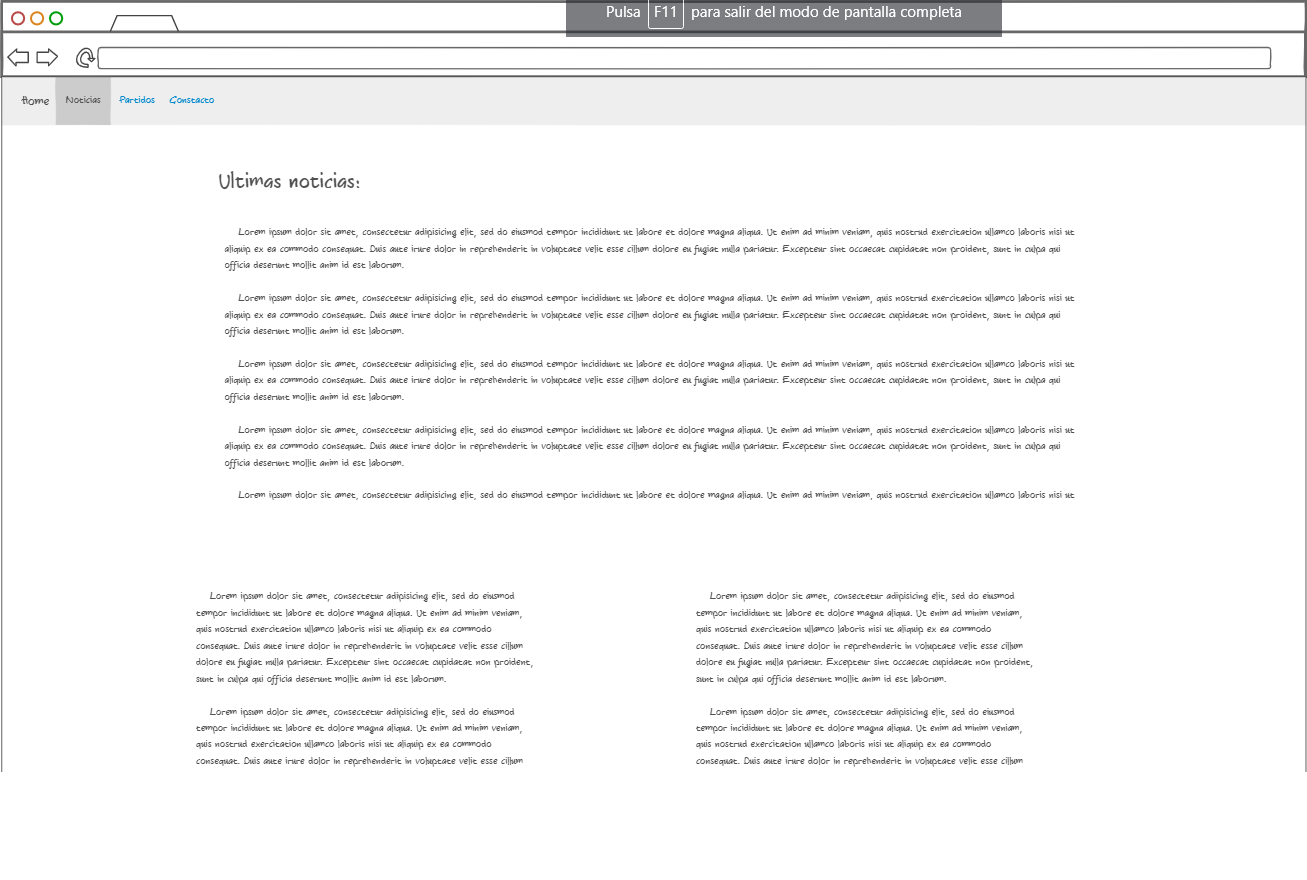 Pulsa F11 para salir del modo de pantalla completa
Home Noticias Partidos Constacto
Ultimas noticias:
Lorem ipsum dolor sit amet, consectetur adipisicing elit, sed do eiusmod tempor incididunt ut labore et dolore magna aliqua. Ut enim ad minim veniam, quis nostrud exercitation ullamco laboris nisi ut
aliquip ex ea commodo consequat. Duis aute irure dolor in reprehenderit in voluptate velit esse cillum dolore eu fugiat nulla pariatur. Excepteur sint occaecat cupidatat non proident, sunt in culpa qui
officia deserunt mollit anim id est laborum.
Lorem ipsum dolor sit amet, consectetur adipisicing elit, sed do eiusmod tempor incididunt ut labore et dolore magna aliqua. Ut enim ad minim veniam, quis nostrud exercitation ullamco laboris nisi ut
aliquip ex ea commodo consequat. Duis aute irure dolor in reprehenderit in voluptate velit esse cillum dolore eu fugiat nulla pariatur. Excepteur sint occaecat cupidatat non proident, sunt in culpa qui
officia deserunt mollit anim id est laborum.
Lorem ipsum dolor sit amet, consectetur adipisicing elit, sed do eiusmod tempor incididunt ut labore et dolore magna aliqua. Ut enim ad minim veniam, quis nostrud exercitation ullamco laboris nisi ut
aliquip ex ea commodo consequat. Duis aute irure dolor in reprehenderit in voluptate velit esse cillum dolore eu fugiat nulla pariatur. Excepteur sint occaecat cupidatat non proident, sunt in culpa qui
officia deserunt mollit anim id est laborum.
Lorem ipsum dolor sit amet, consectetur adipisicing elit, sed do eiusmod tempor incididunt ut labore et dolore magna aliqua. Ut enim ad minim veniam, quis nostrud exercitation ullamco laboris nisi ut
aliquip ex ea commodo consequat. Duis aute irure dolor in reprehenderit in voluptate velit esse cillum dolore eu fugiat nulla pariatur. Excepteur sint occaecat cupidatat non proident, sunt in culpa qui
officia deserunt mollit anim id est laborum.
Lorem ipsum dolor sit amet, consectetur adipisicing elit, sed do eiusmod tempor incididunt ut labore et dolore magna aliqua. Ut enim ad minim veniam, quis nostrud exercitation ullamco laboris nisi ut
Lorem ipsum dolor sit amet, consectetur adipisicing elit, sed do eiusmod
tempor incididunt ut labore et dolore magna aliqua. Ut enim ad minim veniam,
quis nostrud exercitation ullamco laboris nisi ut aliquip ex ea commodo
consequat. Duis aute irure dolor in reprehenderit in voluptate velit esse cillum
dolore eu fugiat nulla pariatur. Excepteur sint occaecat cupidatat non proident,
sunt in culpa qui officia deserunt mollit anim id est laborum.
Lorem ipsum dolor sit amet, consectetur adipisicing elit, sed do eiusmod
tempor incididunt ut labore et dolore magna aliqua. Ut enim ad minim veniam,
quis nostrud exercitation ullamco laboris nisi ut aliquip ex ea commodo
consequat. Duis aute irure dolor in reprehenderit in voluptate velit esse cillum
Lorem ipsum dolor sit amet, consectetur adipisicing elit, sed do eiusmod
tempor incididunt ut labore et dolore magna aliqua. Ut enim ad minim veniam,
quis nostrud exercitation ullamco laboris nisi ut aliquip ex ea commodo
consequat. Duis aute irure dolor in reprehenderit in voluptate velit esse cillum
dolore eu fugiat nulla pariatur. Excepteur sint occaecat cupidatat non proident,
sunt in culpa qui officia deserunt mollit anim id est laborum.
Lorem ipsum dolor sit amet, consectetur adipisicing elit, sed do eiusmod
tempor incididunt ut labore et dolore magna aliqua. Ut enim ad minim veniam,
quis nostrud exercitation ullamco laboris nisi ut aliquip ex ea commodo
consequat. Duis aute irure dolor in reprehenderit in voluptate velit esse cillum